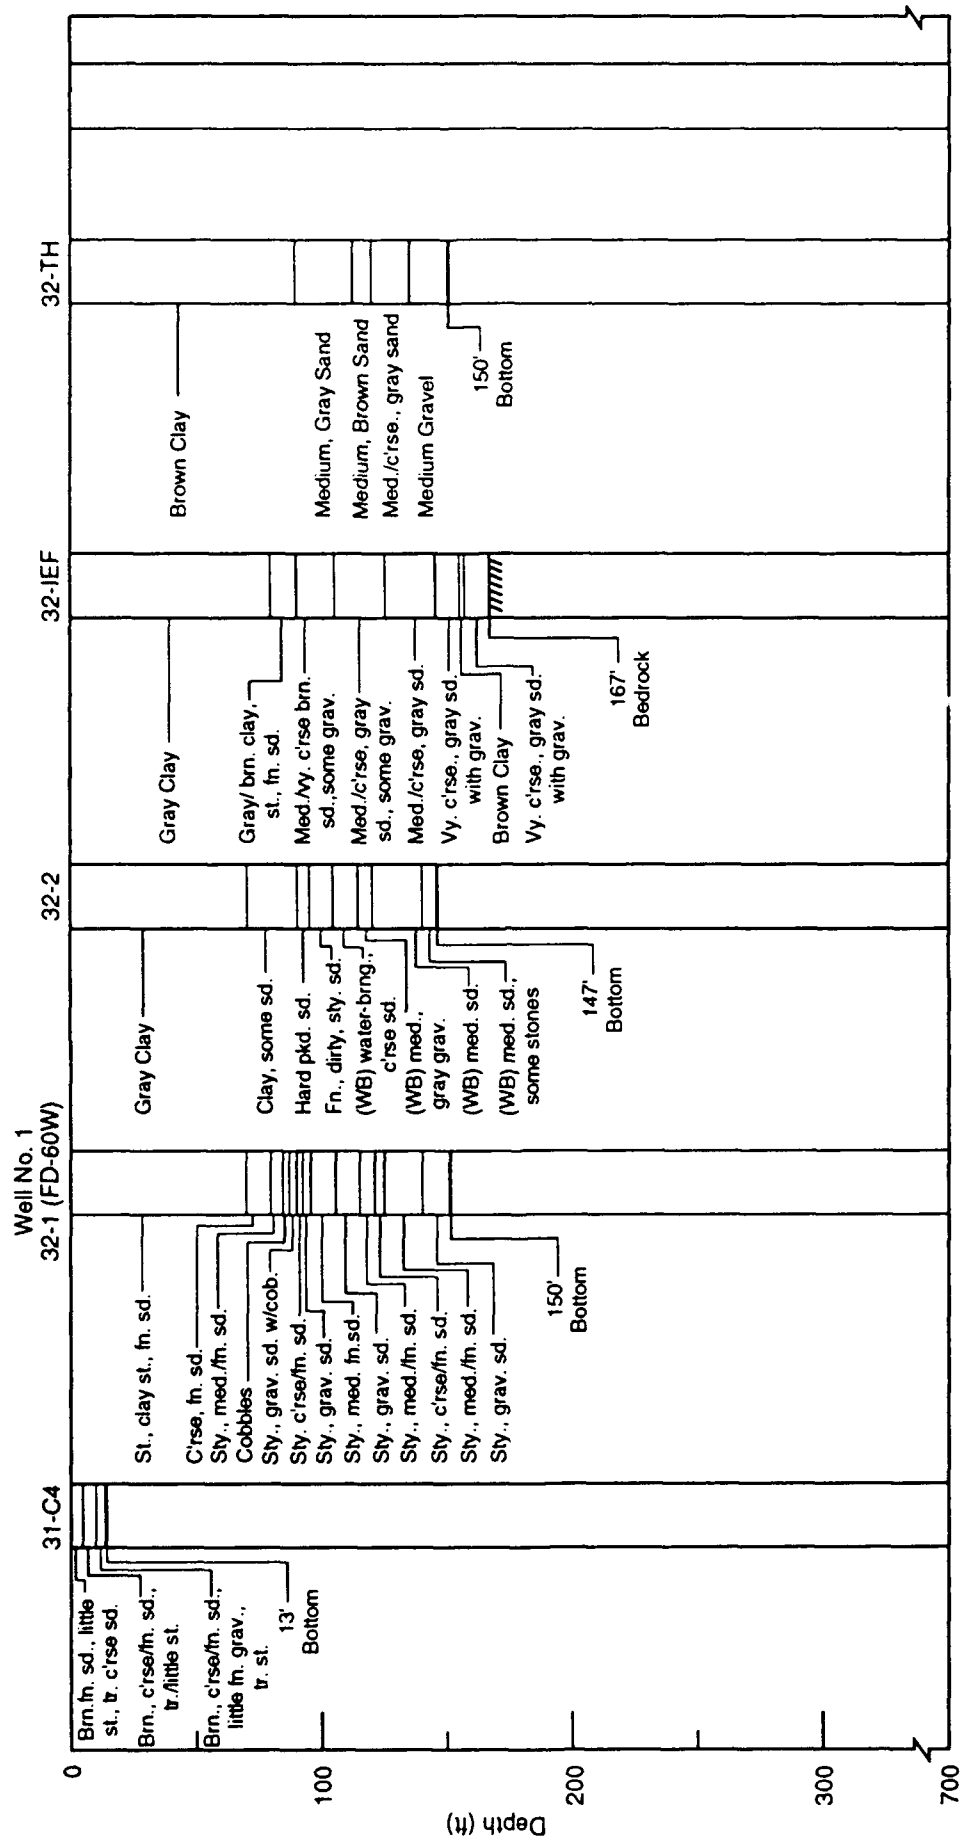 Well No. 1
31-C4
32-1 (FD-60W)
32-2
32-IEF
32-TH
Depth (ft)
0
100
200
300
700
Brn.fn. sd., little
st., tr. c'rse sd.
Brn., c'rse/fn. sd.,
tr./little st.
Brn., c'rse/fn. sd.,
little fn. grav.,
tr. st.
13'
Bottom
St., clay st., fn. sd.
C'rse, fn. sd.
Sty., med./fn. sd.
Cobbles
Sty., grav. sd. w/cob.
Sty. c'rse/fn. sd.
Sty., grav. sd.
Sty., med. fn.sd.
Sty., grav. sd.
Sty., med./fn. sd.
Sty., c'rse/fn. sd.
Sty., med./fn. sd.
Sty., grav. sd.
150'
Bottom
Gray Clay
Clay, some sd.
Hard pkd. sd.
Fn., dirty, sty. sd.
(WB) water-brng.,
c'rse sd.
(WB) med.,
gray grav.
(WB) med. sd.
(WB) med. sd.,
some stones
147'
Bottom
Gray Clay
Gray/ brn. clay,
st., fn. sd.
Med./vy. c'rse brn.
sd.,some grav.
Med./c'rse, gray
sd., some grav.
Med./c'rse, gray sd.
Vy. c'rse., gray sd.
with grav.
Brown Clay
Vy. c'rse., gray sd.
with grav.
167'
Bedrock
Brown Clay
Medium, Gray Sand
Medium, Brown Sand
Med./c'rse., gray sand
Medium Gravel
150'
Bottom